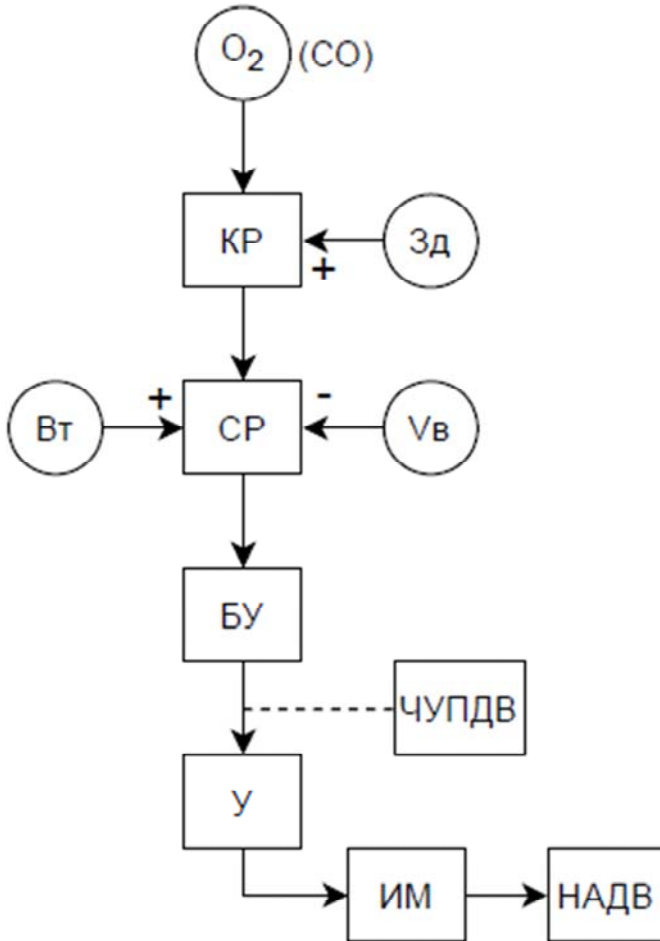 O₂ (CO)
КР
Зд
+
+
-
Вт
СР
Vв
БУ
ЧУПДВ
У
ИМ
НАДВ